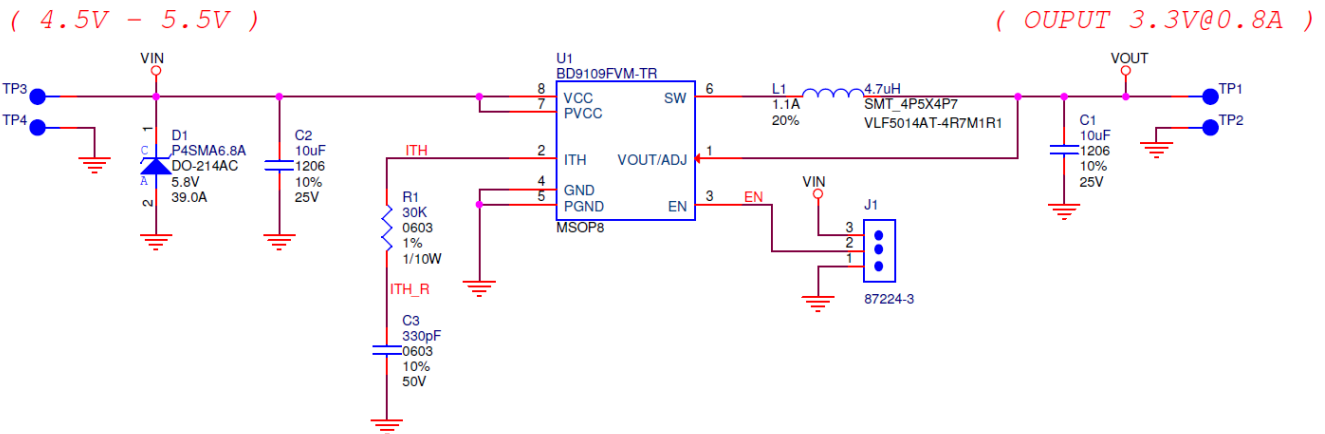 ( 4.5V - 5.5V )
( OUPUT 3.3V@0.8A )
TP3
TP4
VIN
1
C
A
2
D1
P4SMA6.8A
DO-214AC
5.8V
39.0A
C2
10uF
1206
10%
25V
ITH
R1
30K
0603
1%
1/10W
ITH_R
C3
330pF
0603
10%
50V
U1
BD9109FVM-TR
8
VCC
7
PVCC
2
ITH
4
GND
5
PGND
SW
6
VOUT/ADJ
1
EN
3
MSOP8
L1
1.1A
20%
4.7uH
SMT_4P5X4P7
VLF5014AT-4R7M1R1
EN
VIN
J1
3
2
1
87224-3
VOUT
C1
10uF
1206
10%
25V
TP1
TP2